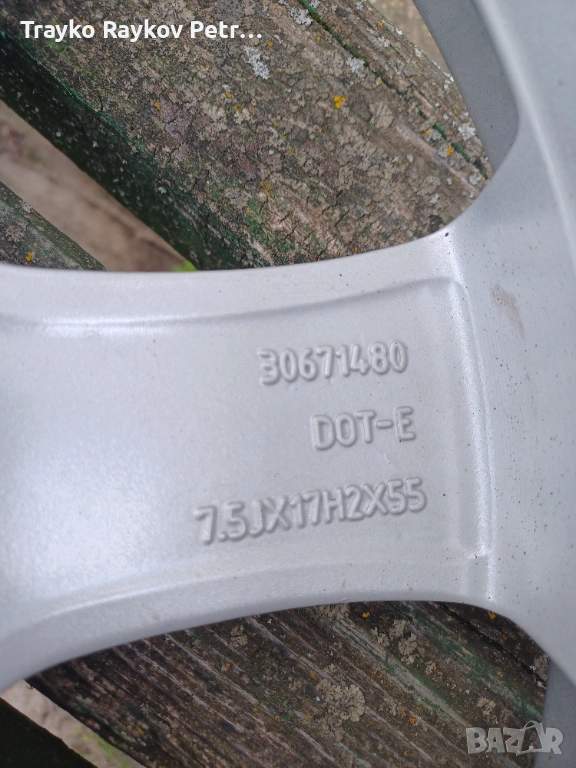 Trayko Raykov Petr...
30671480
DOT-E
7.5JX17H2X55
BAZAR